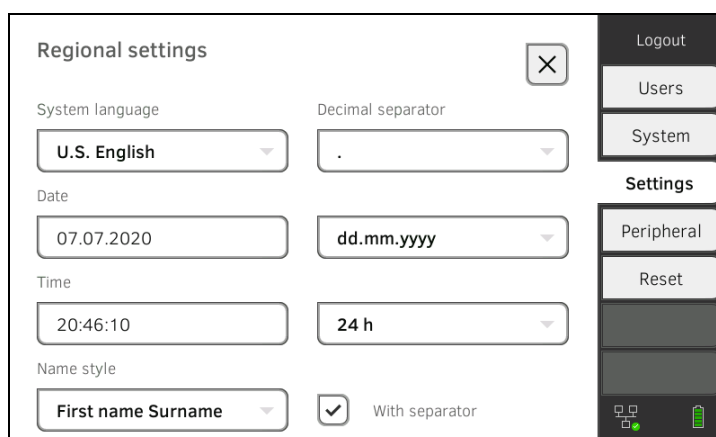 Regional settings
System language
Decimal separator
U.S. English
.
Date
07.07.2020
dd.mm.yyyy
Time
20:46:10
24 h
Name style
First name Surname
With separator
Logout
Users
System
Settings
Peripheral
Reset